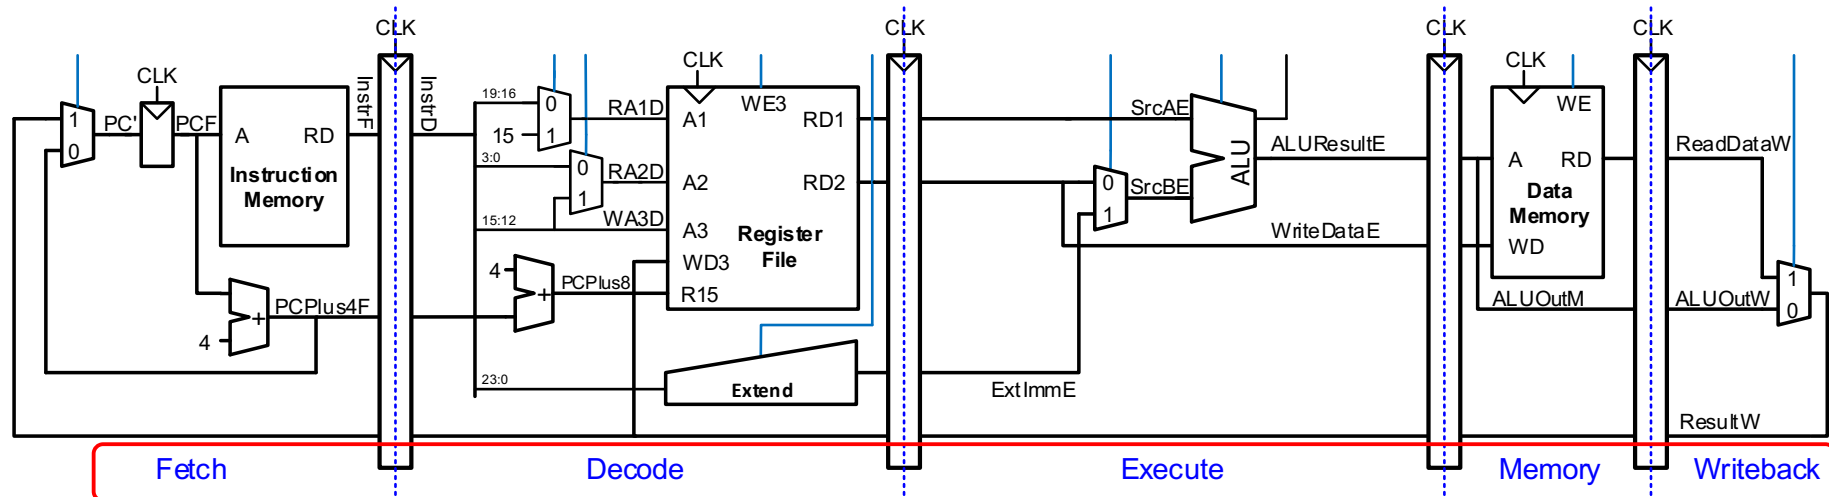 CLK
CLK
CLK
CLK
CLK
1
0
PC'
PCF
A
RD
Instruction
Memory
InstrF
InstrD
PCPlus4F
4
+
19:16
15
0
1
RA1D
3:0
0
1
RA2D
15:12
WA3D
4
+
PCPlus8
23:0
CLK
WE3
A1
RD1
A2
RD2
A3
Register
File
WD3
R15
Extend
SrcAE
0
1
SrcBE
ALU
ALUResultE
WriteDataE
ExtImmE
CLK
WE
A
RD
Data
Memory
WD
ALUOutM
ReadDataW
ALUOutW
1
0
ResultW
Fetch
Decode
Execute
Memory
Writeback